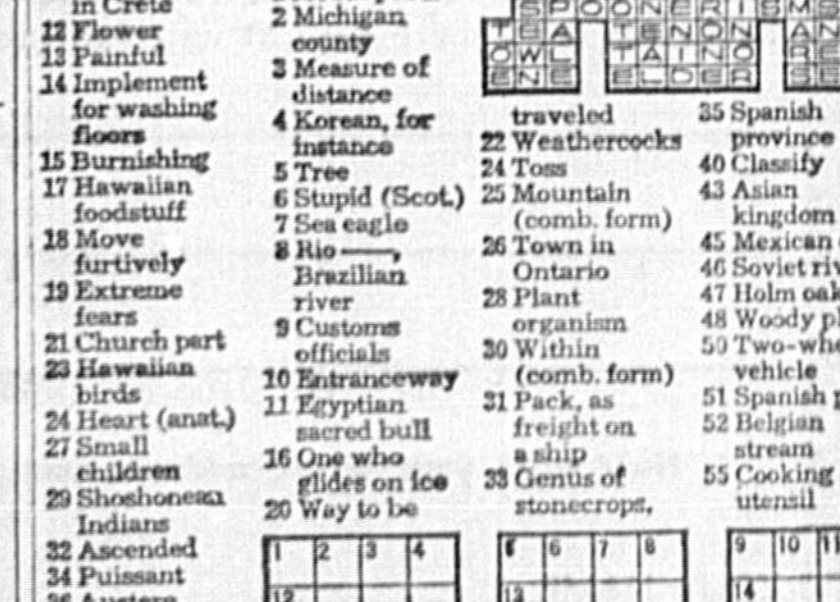 in Crete
12 Flower
13 Painful
14 Implement
for washing
floors
15 Burnishing
17 Hawaiian
foodstuff
18 Move
furtively
19 Extreme
fears
21 Church part
23 Hawaiian
birds
24 Heart (anat.)
27 Small
children
29 Shoshonean
Indians
32 Ascended
34 Puissant
36 Austere
2 Michigan
county
3 Measure of
distance
4 Korean, for
instance
5 Tree
6 Stupid (Scot.)
7 Sea eagle
8 Rio ——,
Brazilian
river
9 Customs
officials
10 Entranceway
11 Egyptian
sacred bull
16 One who
glides on ice
20 Way to be
SPOONERISMS
TEA TENON AN
OWL TAINO RE
ENE ELDER SE
traveled
22 Weathercocks
24 Toss
25 Mountain
(comb. form)
26 Town in
Ontario
28 Plant
organism
30 Within
(comb. form)
31 Pack, as
freight on
a ship
33 Genus of
stonecrops,
35 Spanish
province
40 Classify
43 Asian
kingdom
45 Mexican
46 Soviet riv
47 Holm oak
48 Woody pl
50 Two-whe
vehicle
51 Spanish p
52 Belgian
stream
55 Cooking
utensil
1 2 3 4 5 6 7 8 9 10 11
12 13 14